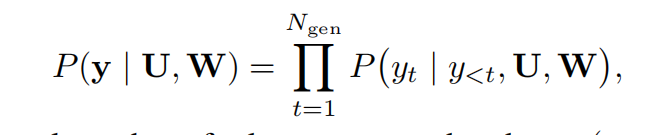 P(y | U, W) = ∏_{t=1}^{N_gen} P(y_t | y_{<t}, U, W),